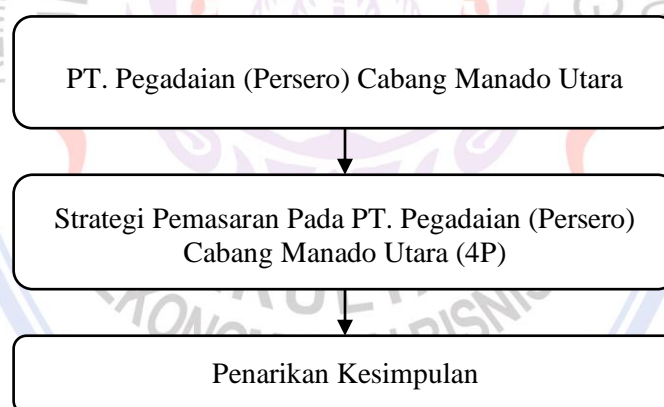 PT. Pegadaian (Persero) Cabang Manado Utara
Strategi Pemasaran Pada PT. Pegadaian (Persero)
Cabang Manado Utara (4P)
Penarikan Kesimpulan